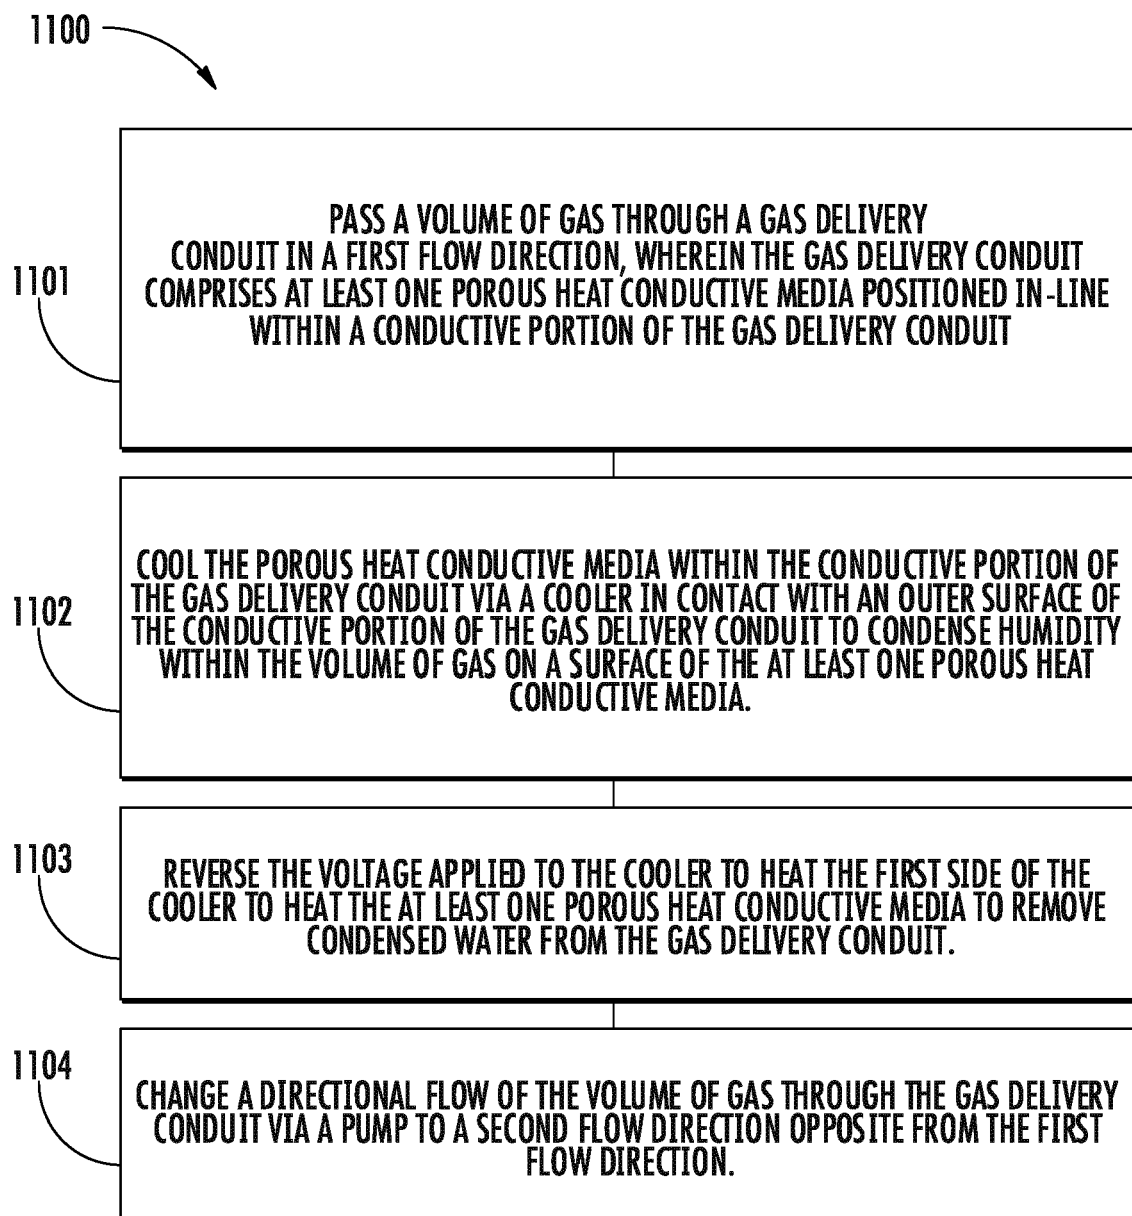 1100
PASS A VOLUME OF GAS THROUGH A GAS DELIVERY
CONDUIT IN A FIRST FLOW DIRECTION, WHEREIN THE GAS DELIVERY CONDUIT
COMPRISES AT LEAST ONE POROUS HEAT CONDUCTIVE MEDIA POSITIONED IN-LINE
WITHIN A CONDUCTIVE PORTION OF THE GAS DELIVERY CONDUIT
1101
COOL THE POROUS HEAT CONDUCTIVE MEDIA WITHIN THE CONDUCTIVE PORTION OF
THE GAS DELIVERY CONDUIT VIA A COOLER IN CONTACT WITH AN OUTER SURFACE OF
THE CONDUCTIVE PORTION OF THE GAS DELIVERY CONDUIT TO CONDENSE HUMIDITY
WITHIN THE VOLUME OF GAS ON A SURFACE OF THE AT LEAST ONE POROUS HEAT
CONDUCTIVE MEDIA.
1102
REVERSE THE VOLTAGE APPLIED TO THE COOLER TO HEAT THE FIRST SIDE OF THE
COOLER TO HEAT THE AT LEAST ONE POROUS HEAT CONDUCTIVE MEDIA TO REMOVE
CONDENSED WATER FROM THE GAS DELIVERY CONDUIT.
1103
CHANGE A DIRECTIONAL FLOW OF THE VOLUME OF GAS THROUGH THE GAS DELIVERY
CONDUIT VIA A PUMP TO A SECOND FLOW DIRECTION OPPOSITE FROM THE FIRST
FLOW DIRECTION.
1104